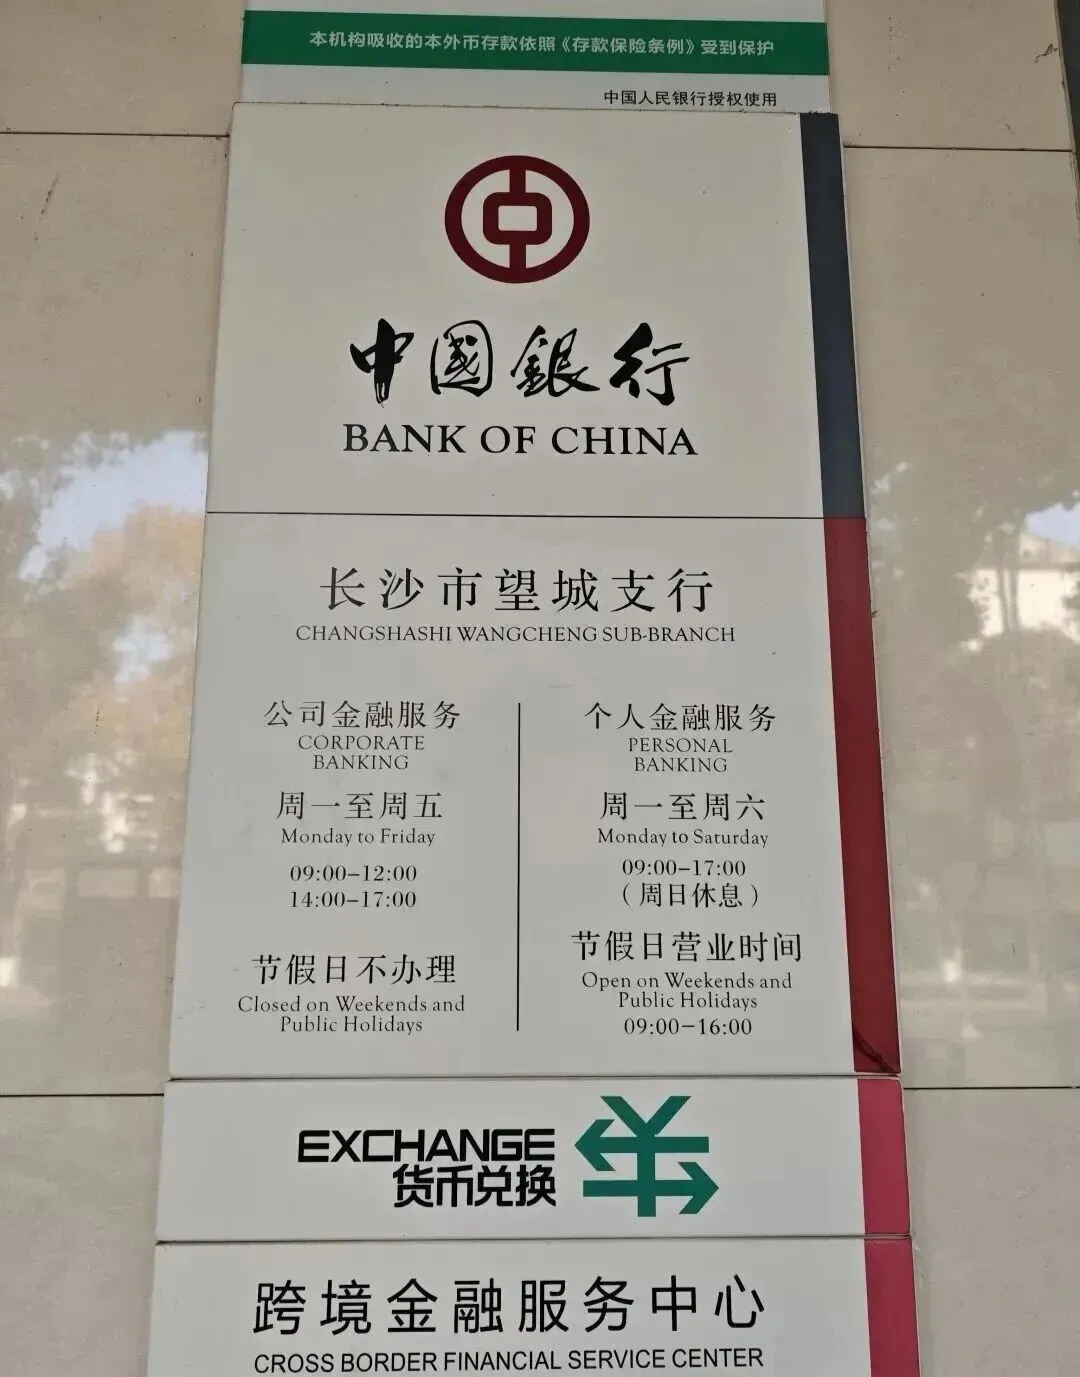 本机构吸收的本外币存款依照《存款保险条例》受到保护
中国人民银行授权使用
中國銀行
BANK OF CHINA
长沙市望城支行
CHANGSHASHI WANGCHENG SUB-BRANCH
公司金融服务
CORPORATE
BANKING
周一至周五
Monday to Friday
09:00-12:00
14:00-17:00
节假日不办理
Closed on Weekends and
Public Holidays
个人金融服务
PERSONAL
BANKING
周一至周六
Monday to Saturday
09:00-17:00
（周日休息）
节假日营业时间
Open on Weekends and
Public Holidays
09:00-16:00
EXCHANGE
货币兑换
跨境金融服务中心
CROSS BORDER FINANCIAL SERVICE CENTER